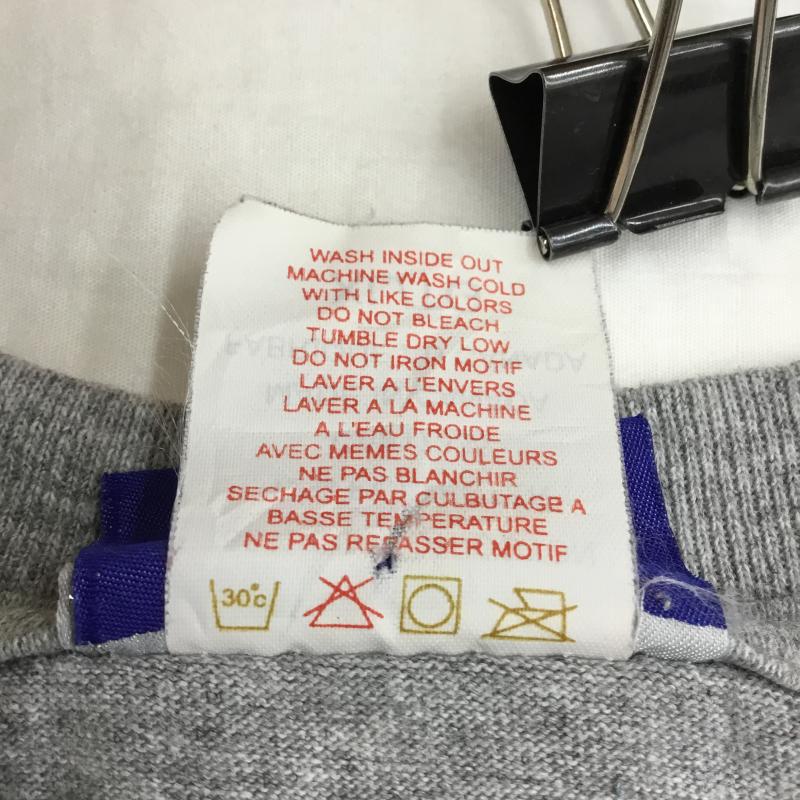 WASH INSIDE OUT
MACHINE WASH COLD
WITH LIKE COLORS
DO NOT BLEACH
TUMBLE DRY LOW
DO NOT IRON MOTIF
LAVER A L'ENVERS
LAVER A LA MACHINE
A L'EAU FROIDE
AVEC MEMES COULEURS
NE PAS BLANCHIR
SECHAGE PAR CULBUTAGE A
BASSE TEMPERATURE
NE PAS REPASSER MOTIF
30°C